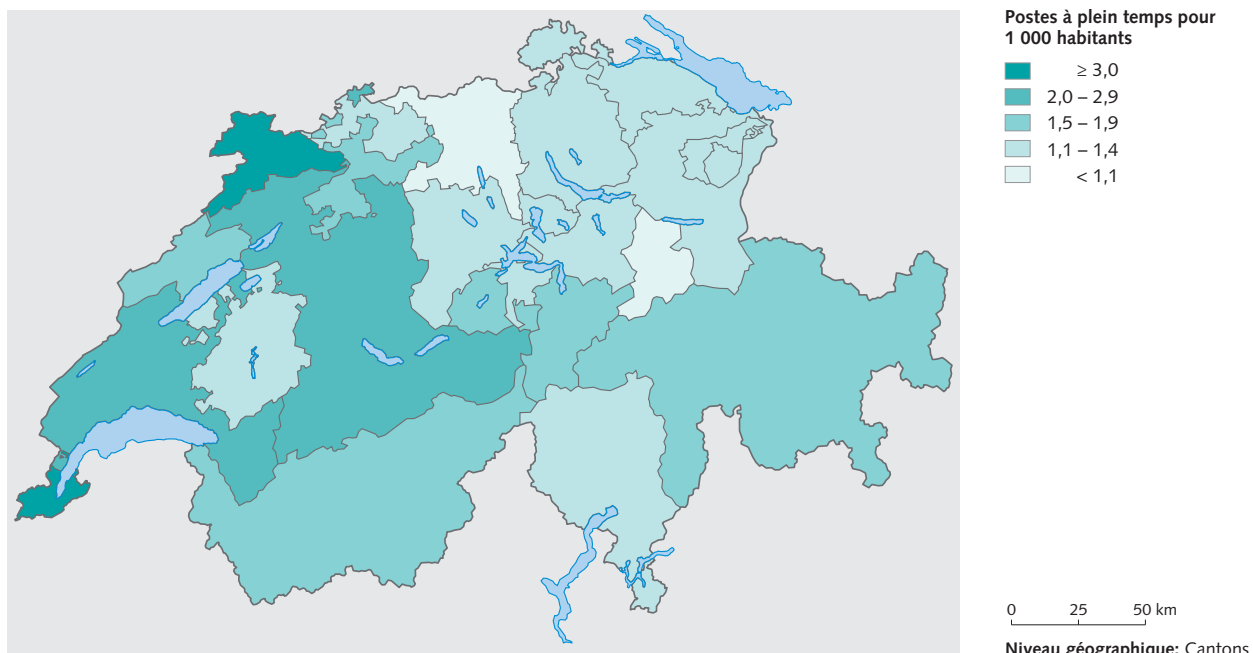 Postes à plein temps pour
1 000 habitants
≥ 3,0
2,0 – 2,9
1,5 – 1,9
1,1 – 1,4
< 1,1
0 25 50 km
Niveau géographique: Cantons